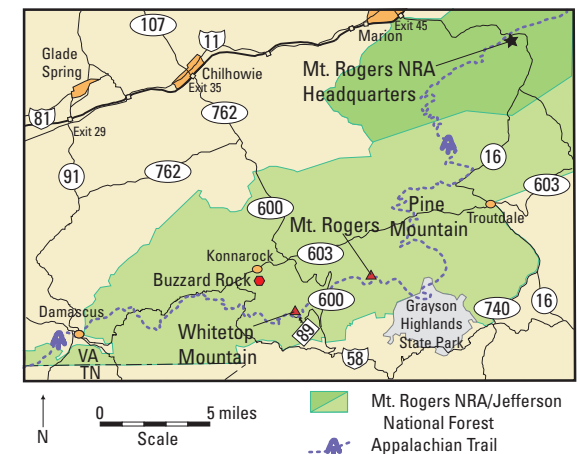 107
11
Exit 45
Marion
Glade
Spring
Chilhowie
Exit 35
Mt. Rogers NRA
Headquarters
81
762
Exit 29
91
762
16
603
600
Pine
Mountain
Troutdale
Mt. Rogers
603
Konnarock
Buzzard Rock
600
Grayson
Highlands
State Park
740
16
Damascus
Whitetop
Mountain
89
58
VA
TN
N
0
5 miles
Scale
Mt. Rogers NRA/Jefferson
National Forest
Appalachian Trail